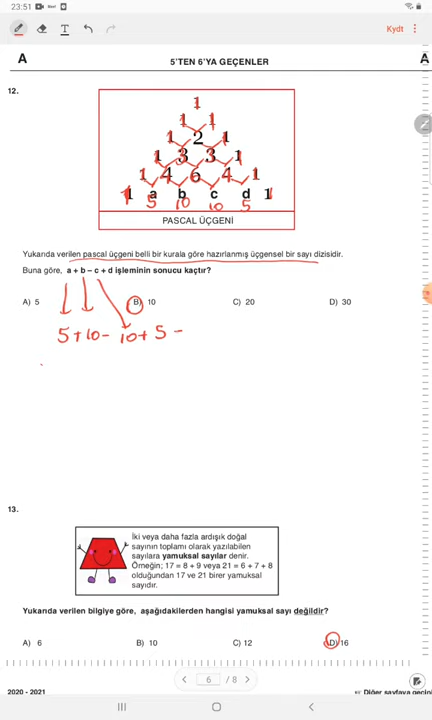 23:51
Kydt
A
5'TEN 6'YA GEÇENLER
A
12.
1
1 1
1 2 1
1 3 3 1
1 4 6 4 1
1 a b c d 1
5 10 10 5
PASCAL ÜÇGENİ
Yukarıda verilen pascal üçgeni belli bir kurala göre hazırlanmış üçgensel bir sayı dizisidir.
Buna göre, a + b – c + d işleminin sonucu kaçtır?
A) 5 B) 10 C) 20 D) 30
5 + 10 - 10 + 5 =
13.
İki veya daha fazla ardışık doğal
sayının toplamı olarak yazılabilen
sayılara yamuksal sayılar denir.
Örneğin; 17 = 8 + 9 veya 21 = 6 + 7 + 8
olduğundan 17 ve 21 birer yamuksal
sayıdır.
Yukarıda verilen bilgiye göre, aşağıdakilerden hangisi yamuksal sayı değildir?
A) 6 B) 10 C) 12 D) 16
6 / 8
2020 - 2021
Diğer sayfaya geçini